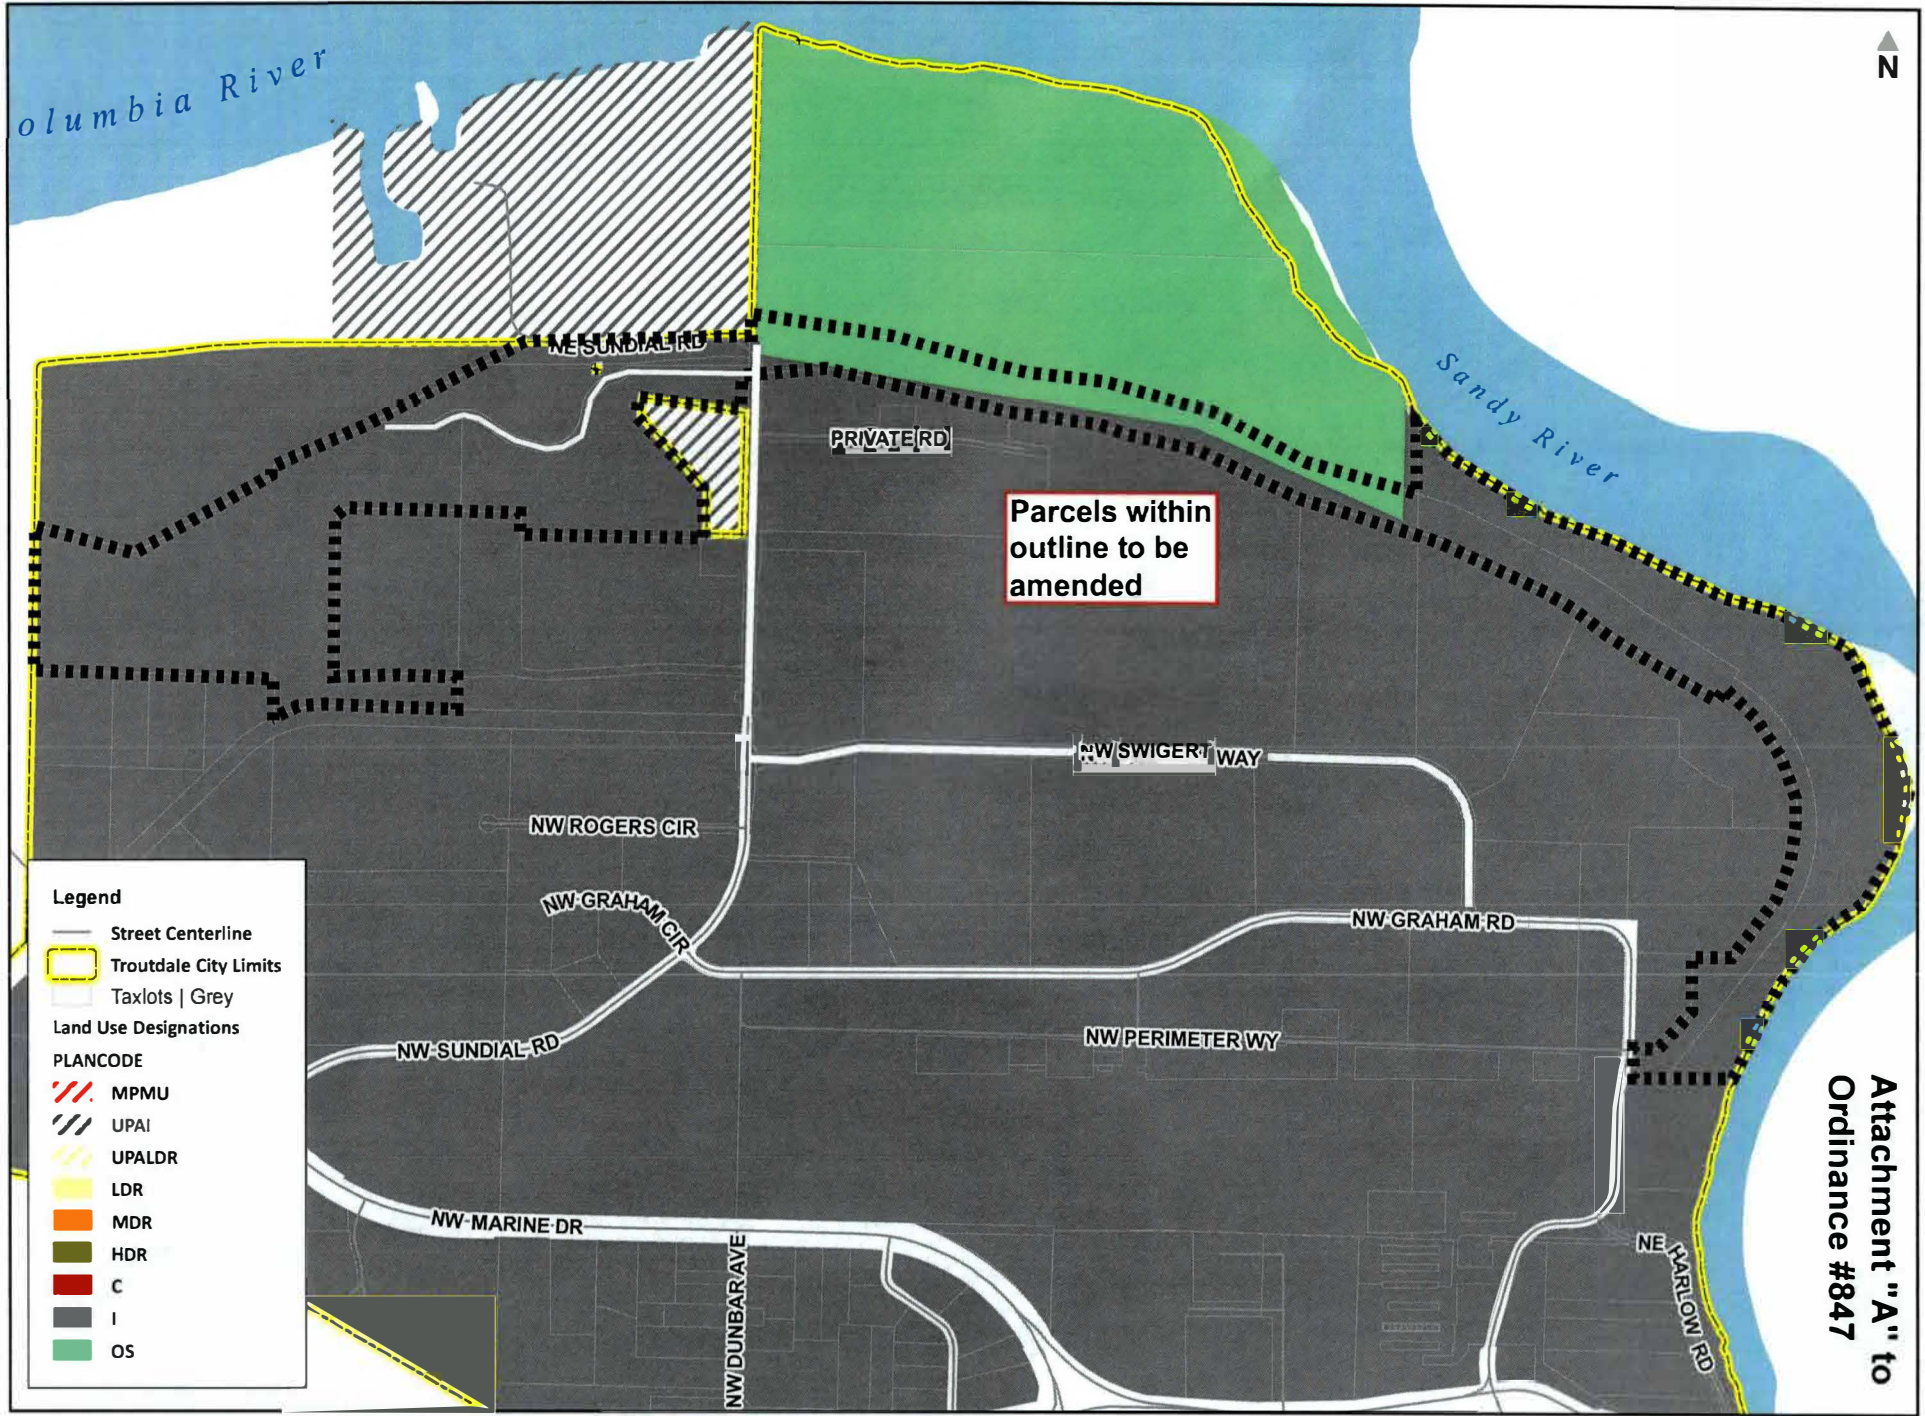 olumbia River
N
NE SUNDIAL RD
Sandy River
PRIVATE RD
Parcels within
outline to be
amended
NW SWIGERT WAY
NW ROGERS CIR
NW GRAHAM CIR
NW GRAHAM RD
NW SUNDIAL RD
NW PERIMETER WY
NW MARINE DR
NW DUNBAR AVE
NE HARLOW RD
Attachment "A" to
Ordinance #847
Legend
Street Centerline
Troutdale City Limits
Taxlots | Grey
Land Use Designations
PLANCODE
MPMU
UPAI
UPALDR
LDR
MDR
HDR
C
I
OS